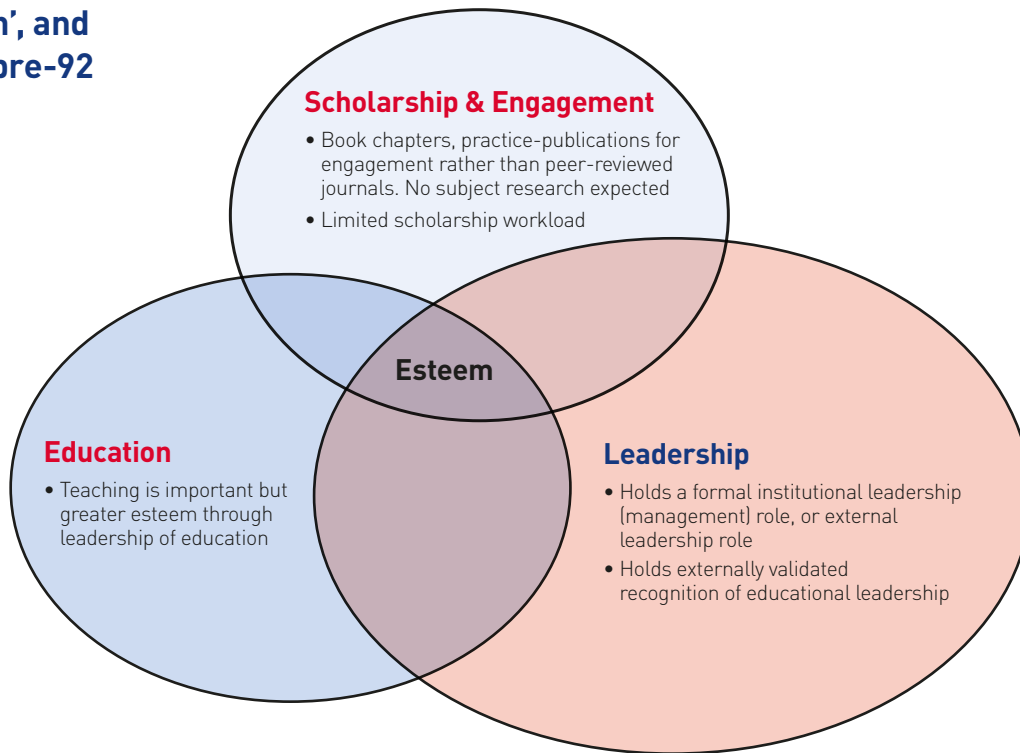 n’, and
pre-92
Scholarship & Engagement
• Book chapters, practice-publications for
engagement rather than peer-reviewed
journals. No subject research expected
• Limited scholarship workload
Esteem
Education
• Teaching is important but
greater esteem through
leadership of education
Leadership
• Holds a formal institutional leadership
(management) role, or external
leadership role
• Holds externally validated
recognition of educational leadership